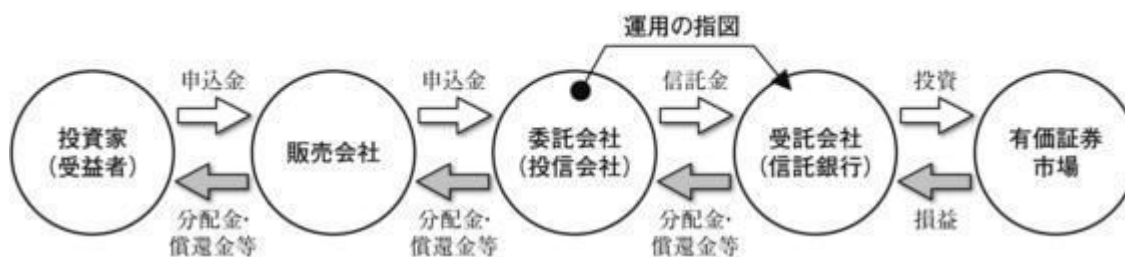 運用の指図
申込金
申込金
信託金
投資
投資家
(受益者)
販売会社
委託会社
(投信会社)
受託会社
(信託銀行)
有価証券
市場
分配金・
償還金等
分配金・
償還金等
分配金・
償還金等
損益